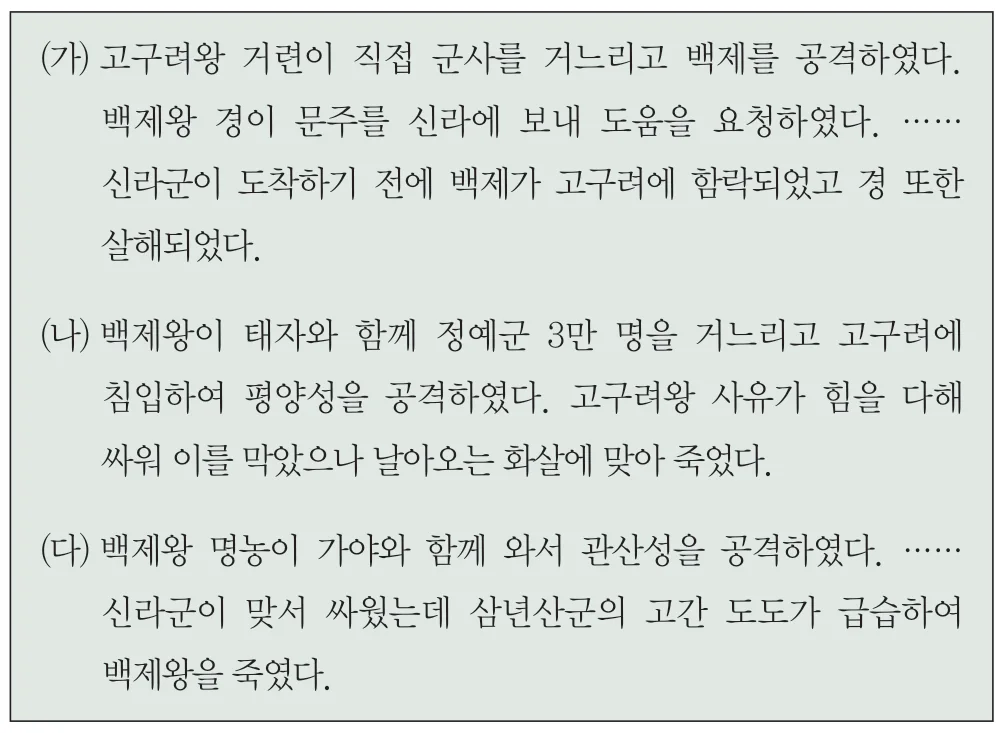 (가) 고구려왕 거련이 직접 군사를 거느리고 백제를 공격하였다.
백제왕 경이 문주를 신라에 보내 도움을 요청하였다. ……
신라군이 도착하기 전에 백제가 고구려에 함락되었고 경 또한
살해되었다.
(나) 백제왕이 태자와 함께 정예군 3만 명을 거느리고 고구려에
침입하여 평양성을 공격하였다. 고구려왕 사유가 힘을 다해
싸워 이를 막았으나 날아오는 화살에 맞아 죽었다.
(다) 백제왕 명농이 가야와 함께 와서 관산성을 공격하였다. ……
신라군이 맞서 싸웠는데 삼년산군의 고간 도도가 급습하여
백제왕을 죽였다.